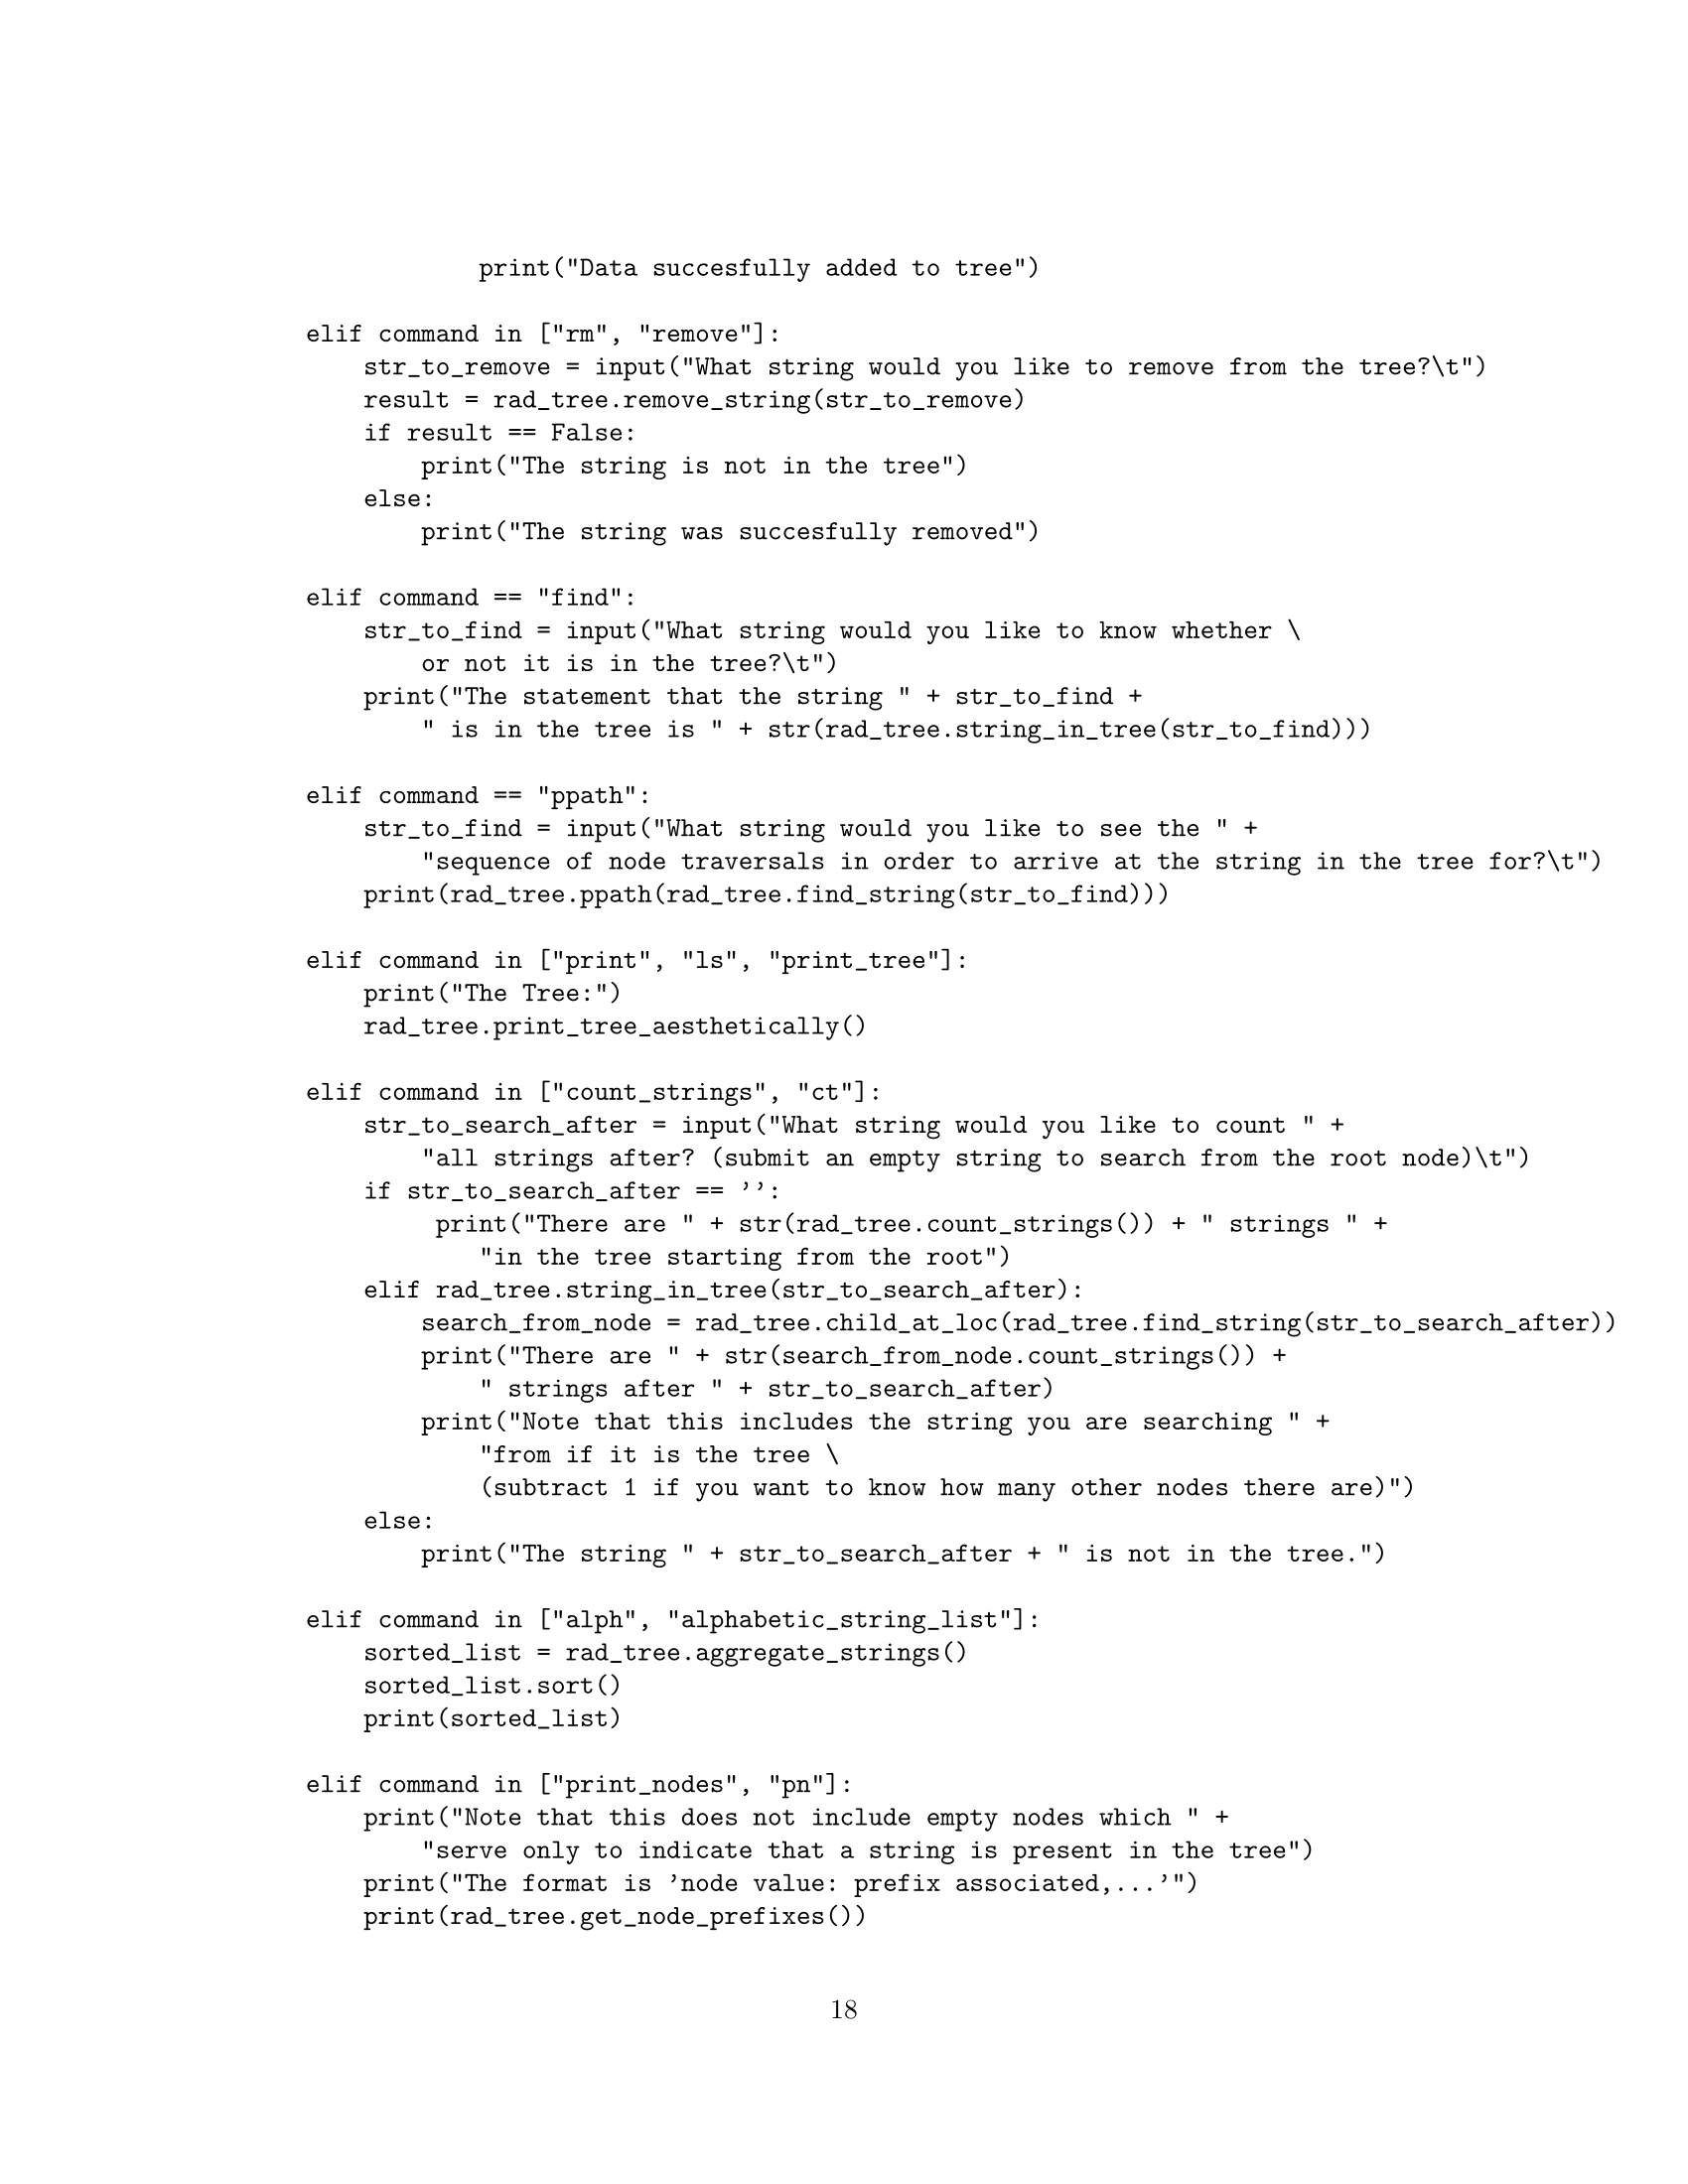 print("Data succesfully added to tree")

elif command in ["rm", "remove"]:
    str_to_remove = input("What string would you like to remove from the tree?\t")
    result = rad_tree.remove_string(str_to_remove)
    if result == False:
        print("The string is not in the tree")
    else:
        print("The string was succesfully removed")

elif command == "find":
    str_to_find = input("What string would you like to know whether \
        or not it is in the tree?\t")
    print("The statement that the string " + str_to_find +
        " is in the tree is " + str(rad_tree.string_in_tree(str_to_find)))

elif command == "ppath":
    str_to_find = input("What string would you like to see the " +
        "sequence of node traversals in order to arrive at the string in the tree for?\t")
    print(rad_tree.ppath(rad_tree.find_string(str_to_find)))

elif command in ["print", "ls", "print_tree"]:
    print("The Tree:")
    rad_tree.print_tree_aesthetically()

elif command in ["count_strings", "ct"]:
    str_to_search_after = input("What string would you like to count " +
        "all strings after? (submit an empty string to search from the root node)\t")
    if str_to_search_after == ’’:
         print("There are " + str(rad_tree.count_strings()) + " strings " +
            "in the tree starting from the root")
    elif rad_tree.string_in_tree(str_to_search_after):
        search_from_node = rad_tree.child_at_loc(rad_tree.find_string(str_to_search_after))
        print("There are " + str(search_from_node.count_strings()) +
            " strings after " + str_to_search_after)
        print("Note that this includes the string you are searching " +
            "from if it is the tree \
            (subtract 1 if you want to know how many other nodes there are)")
    else:
        print("The string " + str_to_search_after + " is not in the tree.")

elif command in ["alph", "alphabetic_string_list"]:
    sorted_list = rad_tree.aggregate_strings()
    sorted_list.sort()
    print(sorted_list)

elif command in ["print_nodes", "pn"]:
    print("Note that this does not include empty nodes which " +
        "serve only to indicate that a string is present in the tree")
    print("The format is ’node value: prefix associated,...’")
    print(rad_tree.get_node_prefixes())

18